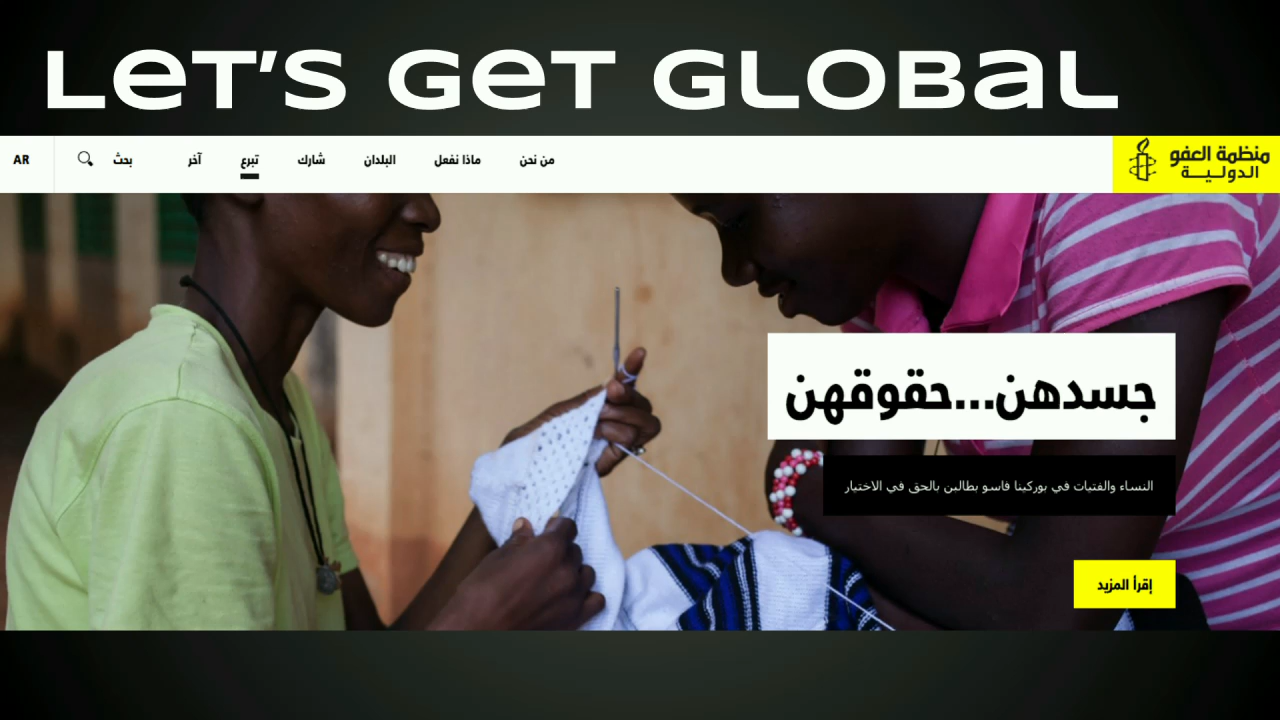 LET'S GET GLOBAL
منظمة العفو
الدولية
من نحن
ماذا نفعل
البلدان
شارك
تبرع
آخر
بحث
AR
جسدهن...حقوقهن
النساء والفتيات في بوركينا فاسو يطالبن بالحق في الاختيار
إقرأ المزيد